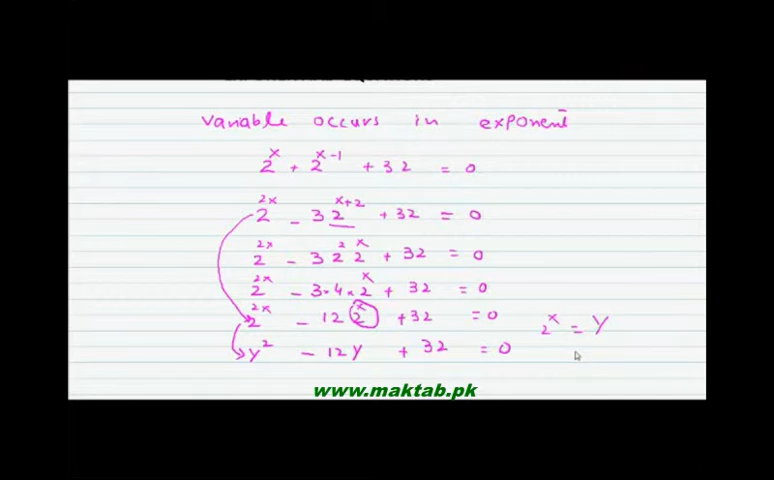 variable occurs in exponent
2^x + 2^(x-1) + 32 = 0
2^(2x) - 3 2^(x+2) + 32 = 0
2^(2x) - 3 2^2 2^x + 32 = 0
2^(2x) - 3 × 4 × 2^x + 32 = 0
2^(2x) - 12 2^x + 32 = 0
2^x = y
y^2 - 12y + 32 = 0
www.maktab.pk